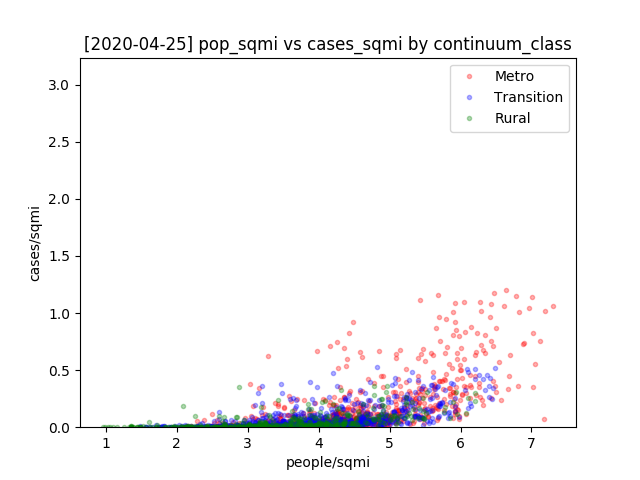 [2020-04-25] pop_sqmi vs cases_sqmi by continuum_class
Metro
Transition
Rural
cases/sqmi
3.0
2.5
2.0
1.5
1.0
0.5
0.0
1 2 3 4 5 6 7
people/sqmi